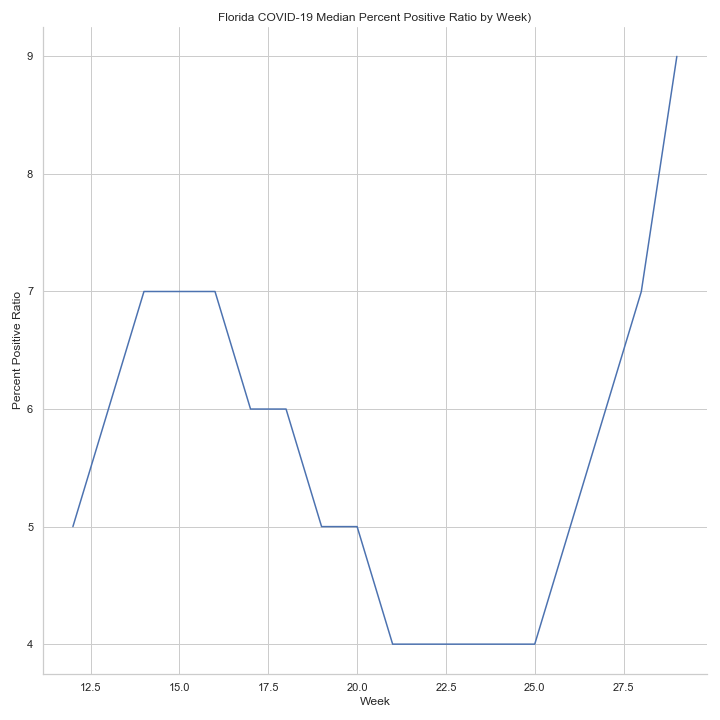 Florida COVID-19 Median Percent Positive Ratio by Week)
9
8
7
6
5
4
Percent Positive Ratio
12.5 15.0 17.5 20.0 22.5 25.0 27.5
Week